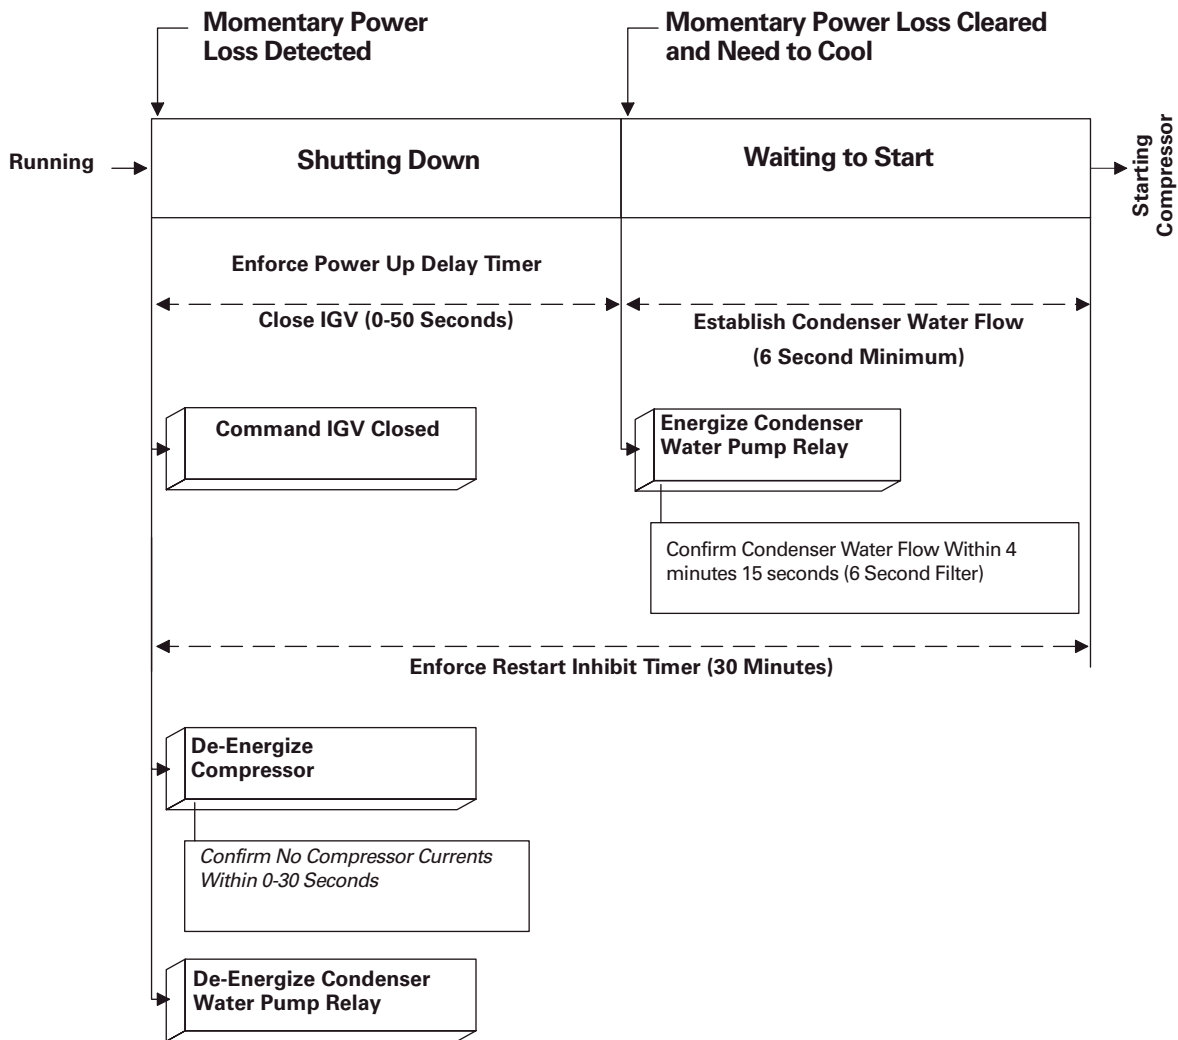 Momentary Power
Loss Detected
Momentary Power Loss Cleared
and Need to Cool
Running
Shutting Down
Waiting to Start
Starting
Compressor
Enforce Power Up Delay Timer
Close IGV (0-50 Seconds)
Establish Condenser Water Flow
(6 Second Minimum)
Command IGV Closed
Energize Condenser
Water Pump Relay
Confirm Condenser Water Flow Within 4
minutes 15 seconds (6 Second Filter)
Enforce Restart Inhibit Timer (30 Minutes)
De-Energize
Compressor
Confirm No Compressor Currents
Within 0-30 Seconds
De-Energize Condenser
Water Pump Relay